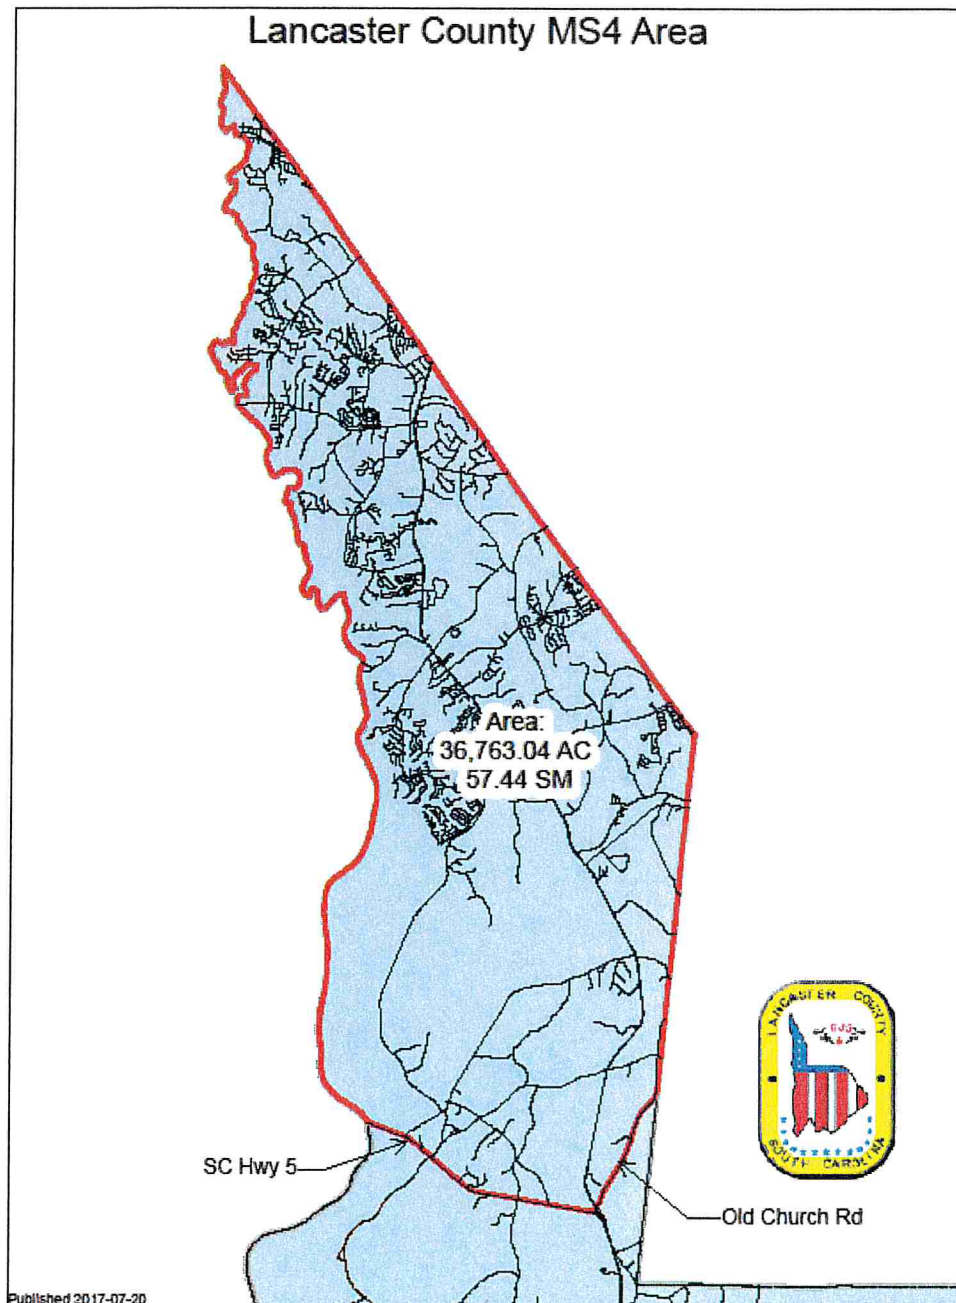 Lancaster County MS4 Area
Area:
36,763.04 AC
57.44 SM
LANCASTER COUNTY
SOUTH CAROLINA
SC Hwy 5
Old Church Rd
Published 2017-07-20